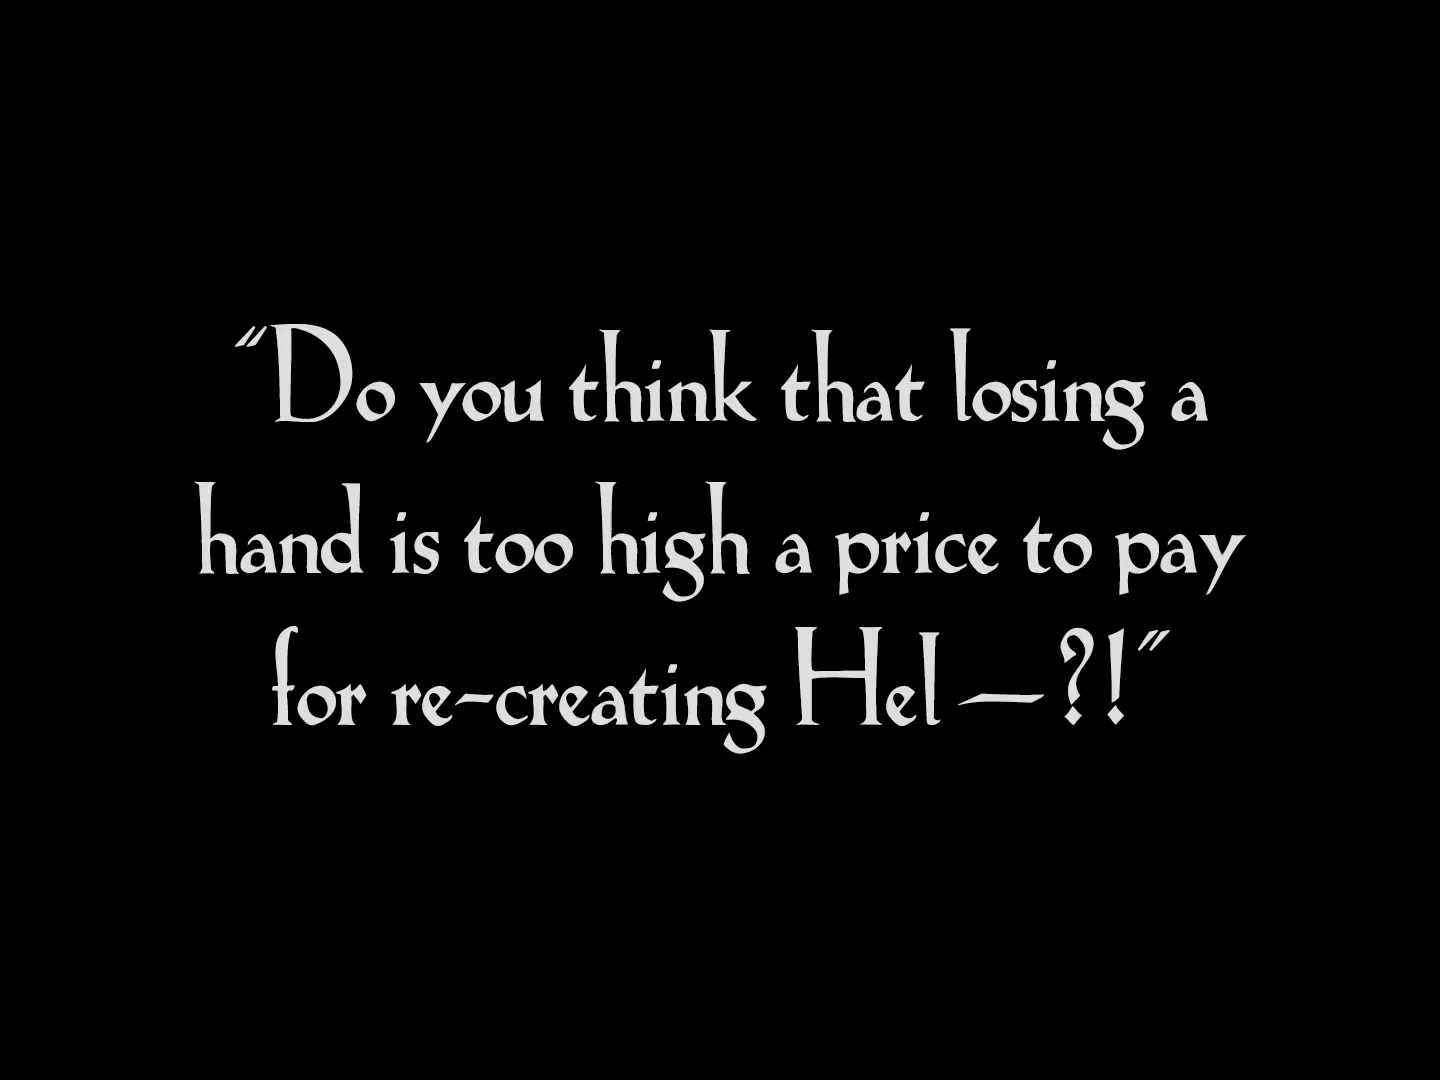 “Do you think that losing a
hand is too high a price to pay
for re-creating Hel—?!”